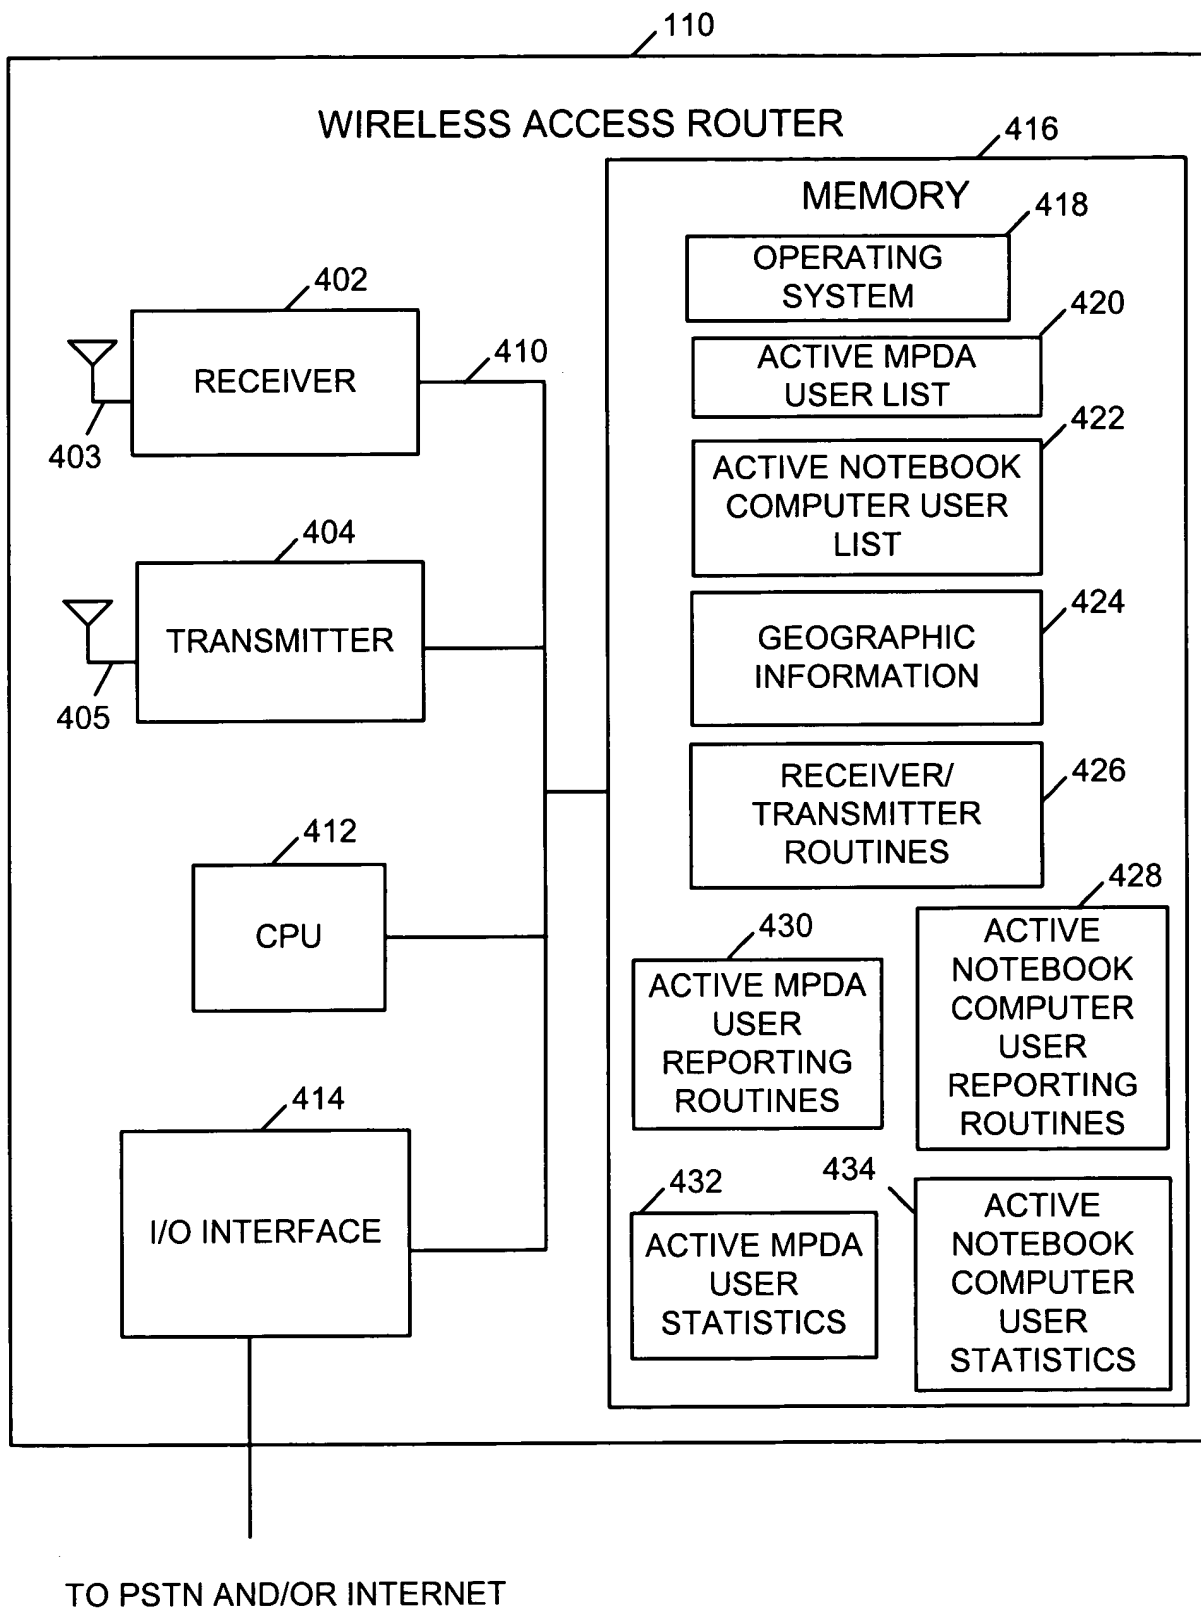 110
WIRELESS ACCESS ROUTER
416
MEMORY
418
OPERATING
SYSTEM
420
ACTIVE MPDA
USER LIST
422
ACTIVE NOTEBOOK
COMPUTER USER
LIST
424
GEOGRAPHIC
INFORMATION
426
RECEIVER/
TRANSMITTER
ROUTINES
428
ACTIVE
NOTEBOOK
COMPUTER
USER
REPORTING
ROUTINES
430
ACTIVE MPDA
USER
REPORTING
ROUTINES
432
ACTIVE MPDA
USER
STATISTICS
434
ACTIVE
NOTEBOOK
COMPUTER
USER
STATISTICS
402
RECEIVER
403
410
404
TRANSMITTER
405
412
CPU
414
I/O INTERFACE
TO PSTN AND/OR INTERNET